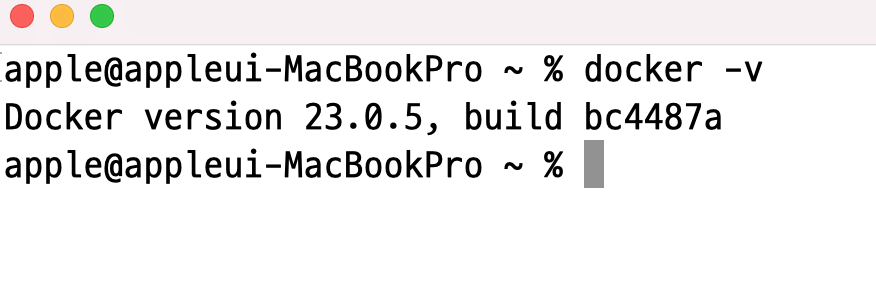 apple@appleui-MacBookPro ~ % docker -v
Docker version 23.0.5, build bc4487a
apple@appleui-MacBookPro ~ %